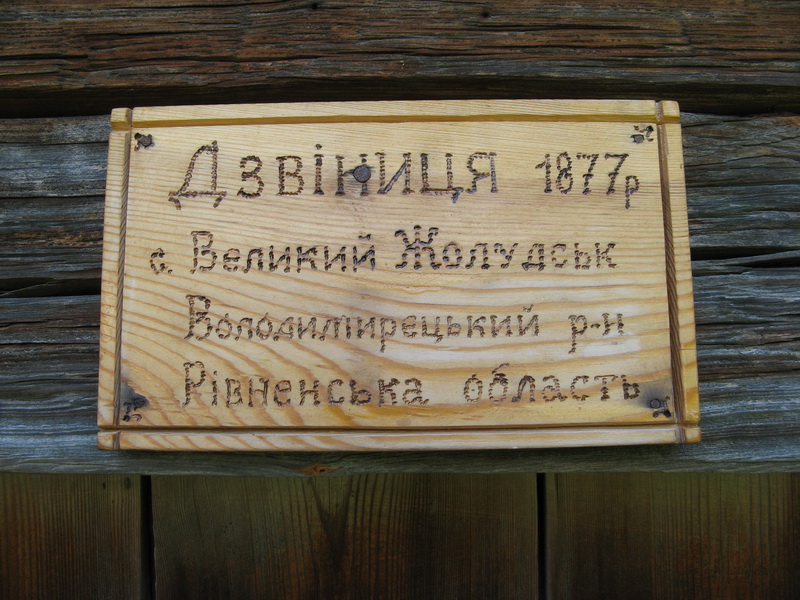 Дзвіниця 1877р
с. Великий Жолудськ
Володимирецький р-н
Рівненська область